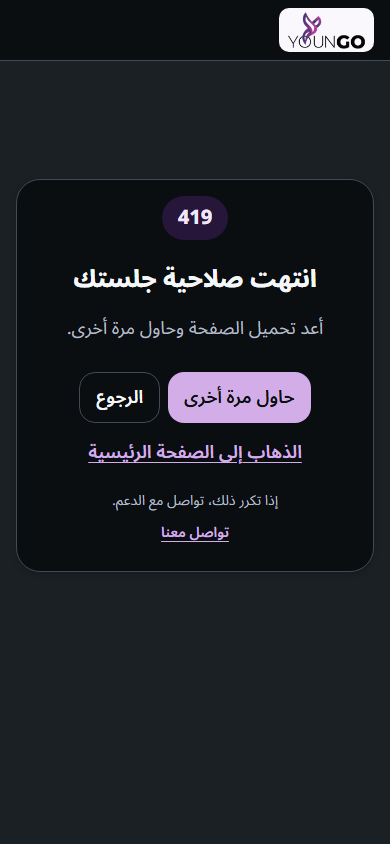 YOUNGO
419
انتهت صلاحية جلستك
أعد تحميل الصفحة وحاول مرة أخرى.
حاول مرة أخرى
الرجوع
الذهاب إلى الصفحة الرئيسية
إذا تكرر ذلك، تواصل مع الدعم.
تواصل معنا